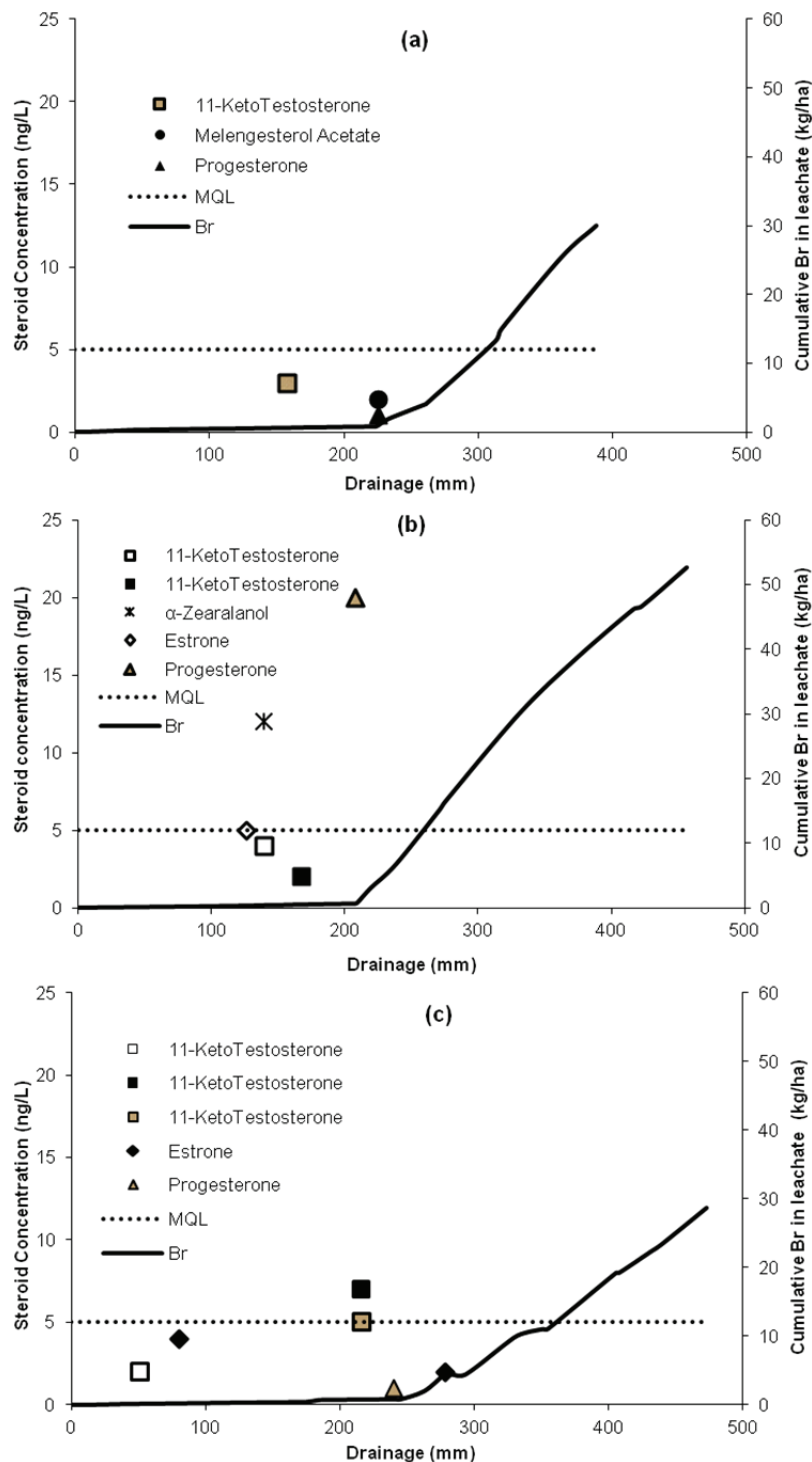 (a)
25
20
15
10
5
0
Steroid Concentration (ng/L)
11-KetoTestosterone
Melengesterol Acetate
Progesterone
MQL
Br
60
50
40
30
20
10
0
Cumulative Br in leachate (kg/ha)
0 100 200 300 400 500
Drainage (mm)
(b)
25
20
15
10
5
0
Steroid concentration (ng/L)
11-KetoTestosterone
11-KetoTestosterone
α-Zearalanol
Estrone
Progesterone
MQL
Br
60
50
40
30
20
10
0
Cumulative Br in leachate (kg/ha)
0 100 200 300 400 500
Drainage (mm)
(c)
25
20
15
10
5
0
Steroid Concentration (ng/L)
11-KetoTestosterone
11-KetoTestosterone
11-KetoTestosterone
Estrone
Progesterone
MQL
Br
60
50
40
30
20
10
0
Cumulative Br in leachate (kg/ha)
0 100 200 300 400 500
Drainage (mm)